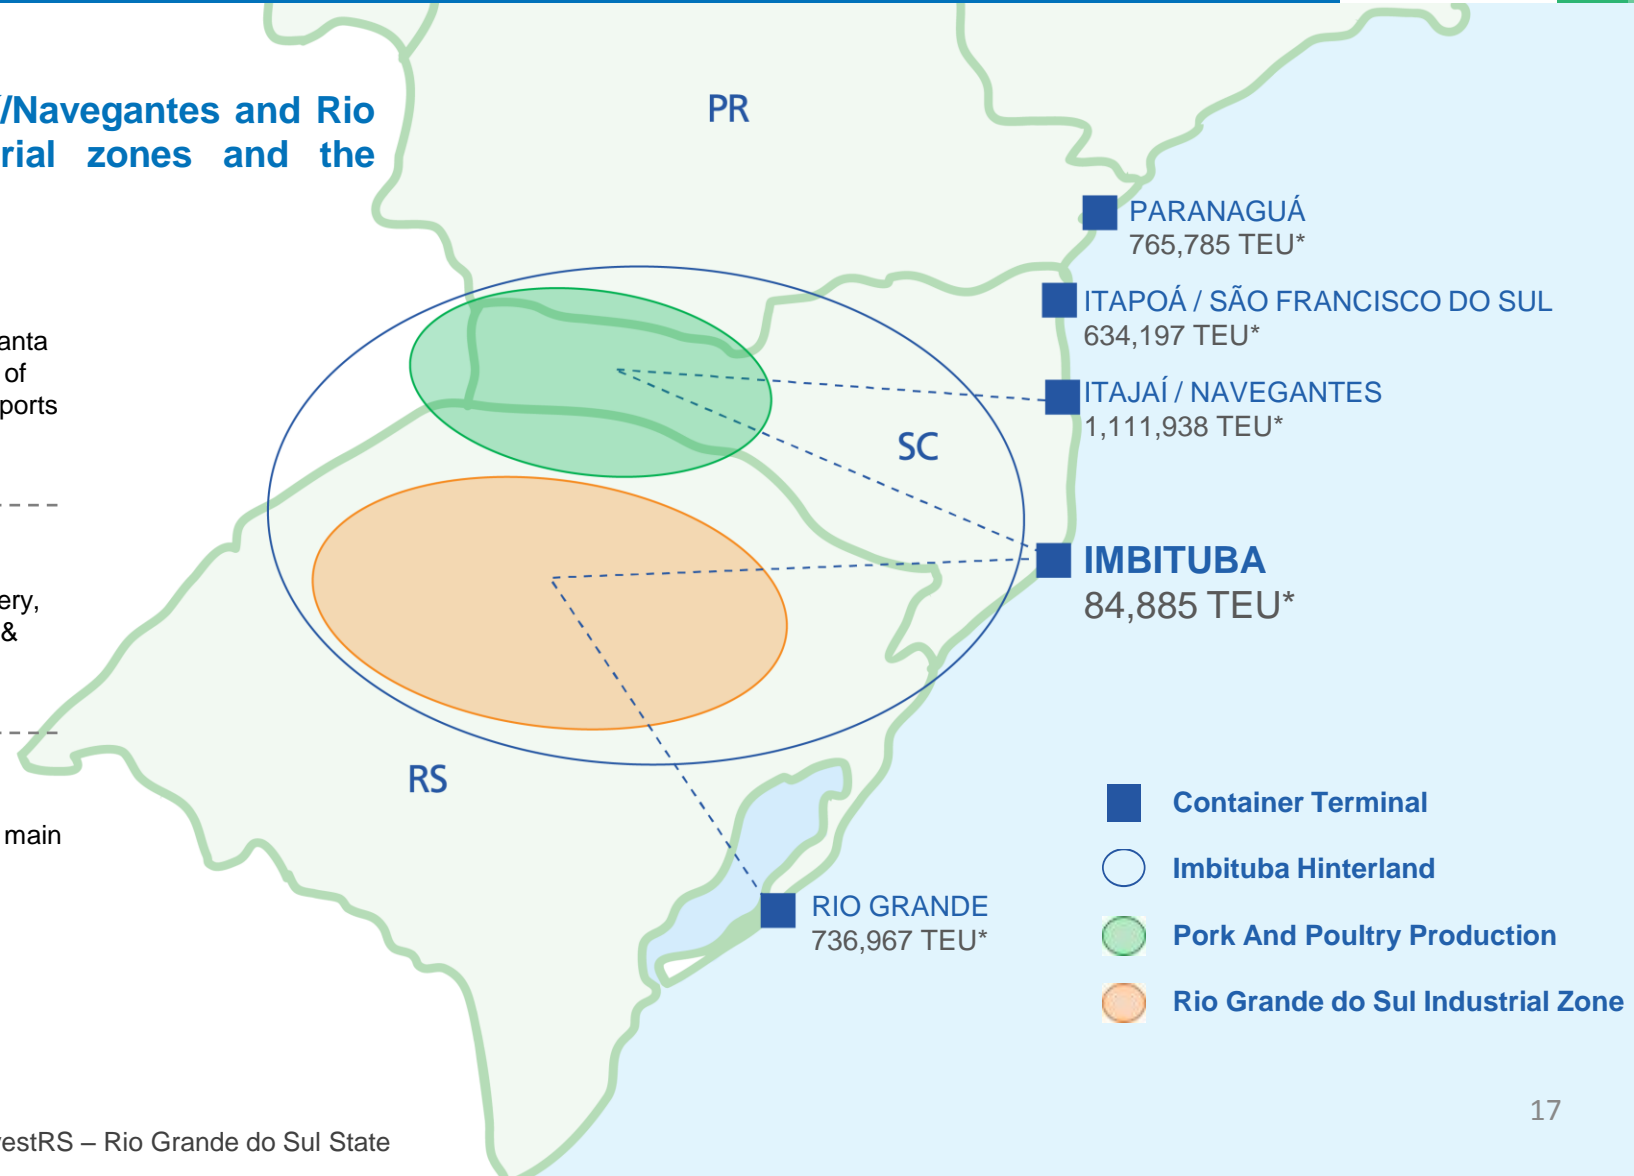 /Navegantes and Rio
rial zones and the
anta
of
ports
ery,
&
main
PR
PARANAGUÁ
765,785 TEU*
ITAPOÁ / SÃO FRANCISCO DO SUL
634,197 TEU*
ITAJAÍ / NAVEGANTES
1,111,938 TEU*
SC
IMBITUBA
84,885 TEU*
RS
RIO GRANDE
736,967 TEU*
Container Terminal
Imbituba Hinterland
Pork And Poultry Production
Rio Grande do Sul Industrial Zone
17
estRS – Rio Grande do Sul State